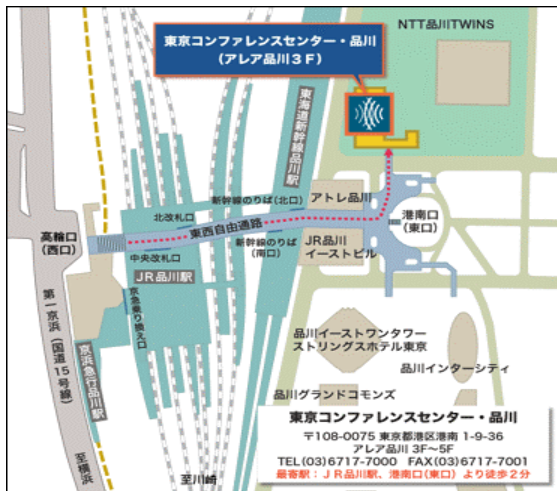 東京コンファレンスセンター・品川
(アレア品川3F)
NTT品川TWINS
東海道新幹線品川駅
新幹線のりば(北口)
アトレ品川
北改札口
東西自由通路
港南口
(東口)
高輪口
(西口)
中央改札口
新幹線のりば
(南口)
JR品川
イーストビル
JR品川駅
京急乗り換え口
第一京浜(国道15号線)
京浜急行品川駅
品川イーストワンタワー
ストリングスホテル東京
品川インターシティ
品川グランドコモンズ
至横浜
至川崎
東京コンファレンスセンター・品川
〒108-0075 東京都港区港南 1-9-36
アレア品川 3F〜5F
TEL(03)6717-7000 FAX(03)6717-7001
最寄駅:JR品川駅、港南口(東口)より徒歩2分